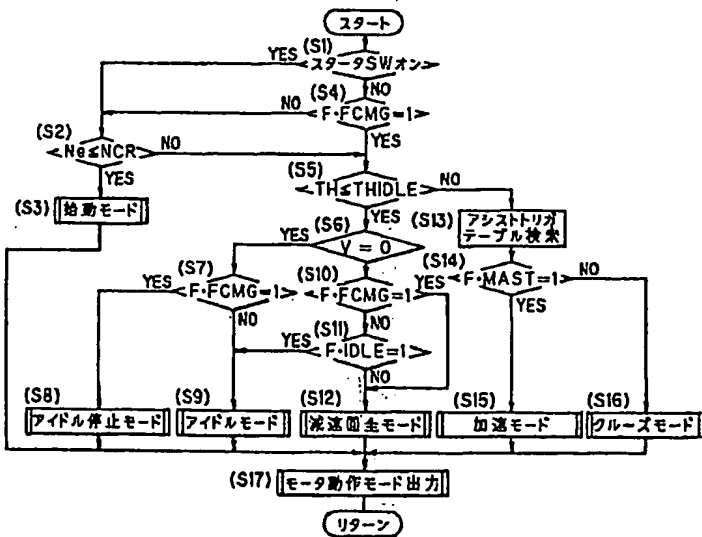 スタート
(S1)
YES
スタータSWオン
NO
(S4)
NO
F・FCMG=1
YES
(S2)
Ne≤NCR
NO
YES
(S5)
TH≤THIDLE
NO
YES
(S3)
始動モード
(S13)
アシストトリガ
テーブル検索
(S6)
YES
V=0
(S7)
YES
F・FCMG=1
NO
(S10)
F・FCMG=1
YES
NO
(S14)
F・MAST=1
NO
YES
(S11)
YES
F・IDLE=1
NO
(S8)
アイドル停止モード
(S9)
アイドルモード
(S12)
減速回生モード
(S15)
加速モード
(S16)
クルーズモード
(S17)
モータ動作モード出力
リターン